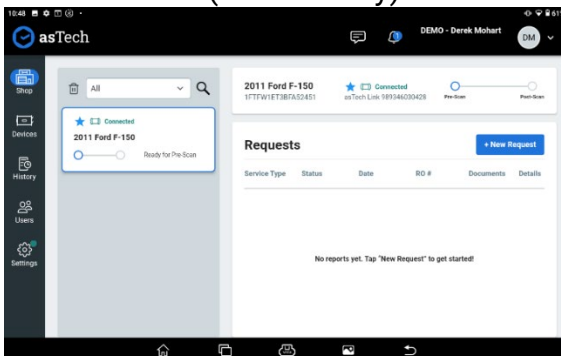 10:48
asTech
DEMO - Derek Mohart
DM
Shop
Devices
History
Users
Settings
All
Connected
2011 Ford F-150
Ready for Pre-Scan
2011 Ford F-150
1FTFW1ET3BFA52451
Connected
asTech Link 989346030428
Pre-Scan
Post-Scan
Requests
+ New Request
Service Type Status Date RO # Documents Details
No reports yet. Tap "New Request" to get started!